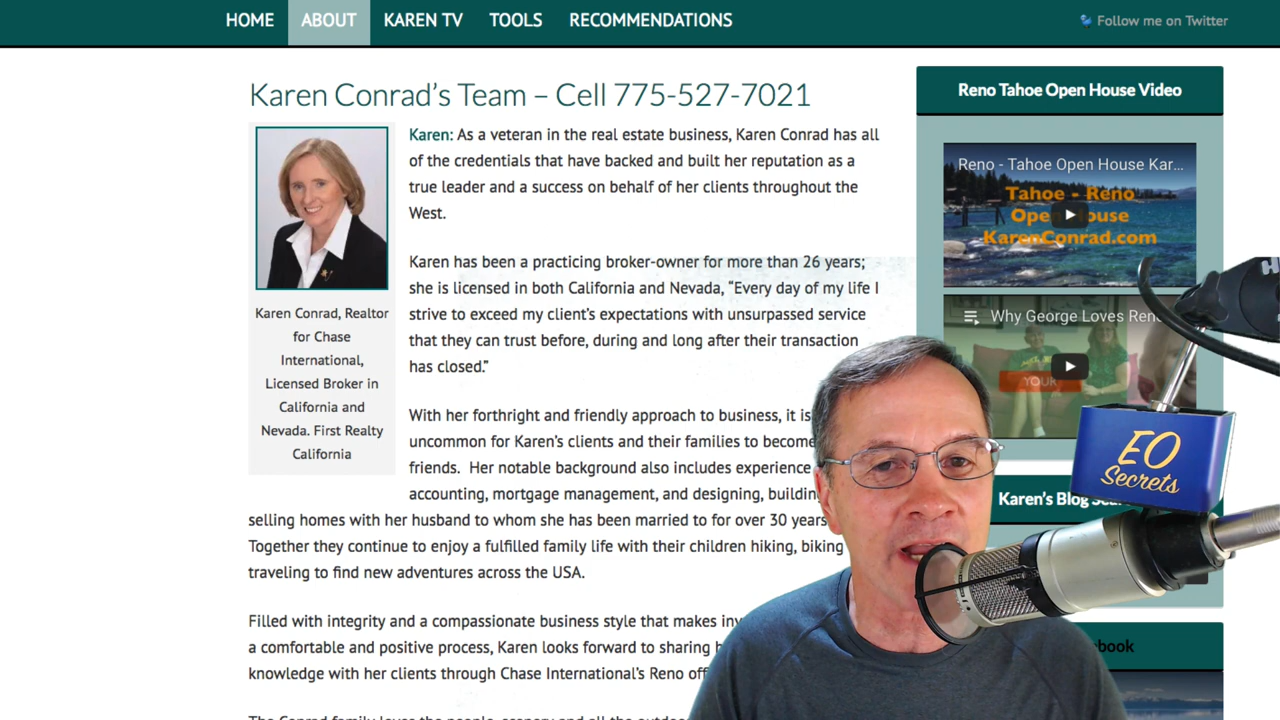 HOME ABOUT KAREN TV TOOLS RECOMMENDATIONS
Follow me on Twitter
Karen Conrad's Team – Cell 775-527-7021
Karen: As a veteran in the real estate business, Karen Conrad has all
of the credentials that have backed and built her reputation as a
true leader and a success on behalf of her clients throughout the
West.
Karen has been a practicing broker-owner for more than 26 years;
she is licensed in both California and Nevada, “Every day of my life I
strive to exceed my client's expectations with unsurpassed service
that they can trust before, during and long after their transaction
has closed.”
With her forthright and friendly approach to business, it is
uncommon for Karen's clients and their families to become
friends. Her notable background also includes experience
accounting, mortgage management, and designing,
selling homes with her husband to whom she has been married to for over 30 years
Together they continue to enjoy a fulfilled family life with their children hiking, biking
traveling to find new adventures across the USA.
Filled with integrity and a compassionate business style that makes
a comfortable and positive process, Karen looks forward to sharing
knowledge with her clients through Chase International's Reno
Karen Conrad, Realtor
for Chase
International,
Licensed Broker in
California and
Nevada. First Realty
California
Reno Tahoe Open House Video
Reno - Tahoe Open House Kar...
Tahoe - Reno
Open House
KarenConrad.com
Why George Loves
YOUR
EO
Secrets
Karen's Blog